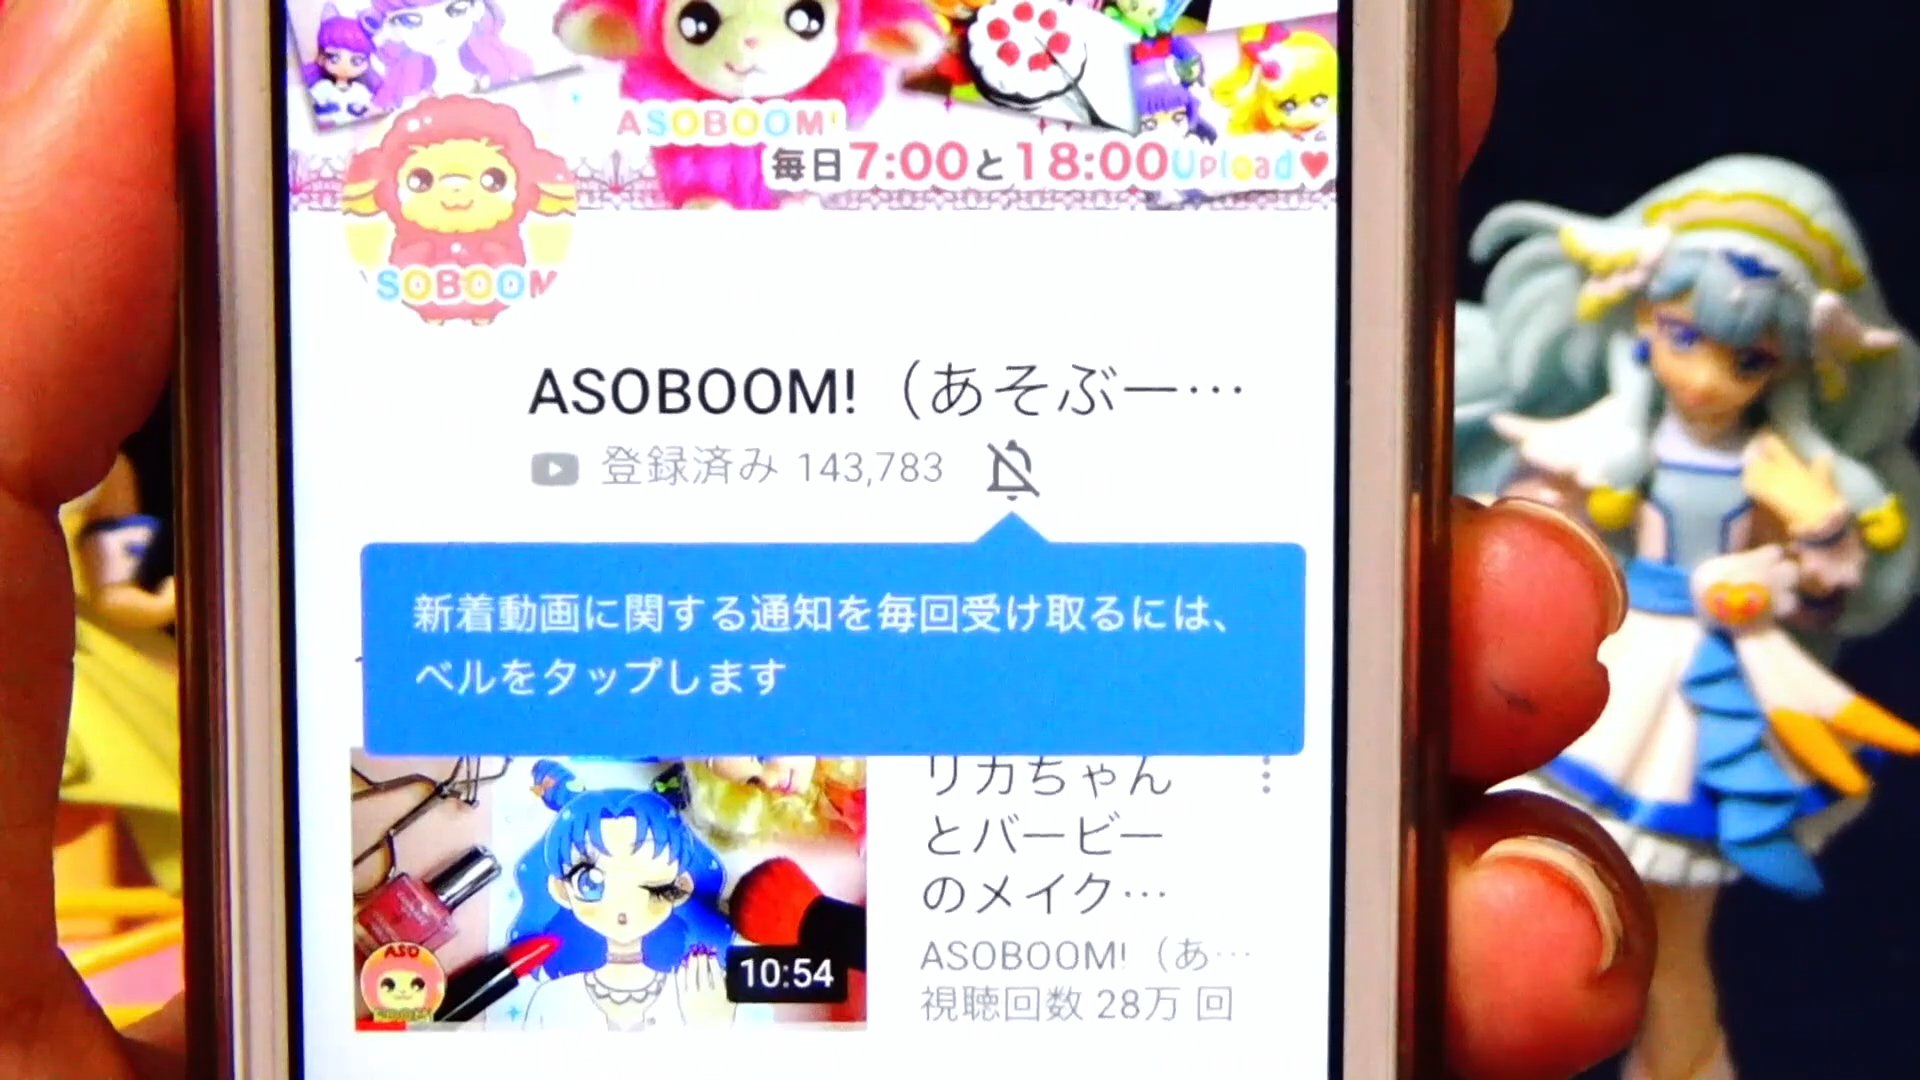 ASOBOOM!
毎日7:00と18:00Upload♥
SOBOOM
ASOBOOM!（あそぶー…
登録済み 143,783
新着動画に関する通知を毎回受け取るには、
ベルをタップします
リカちゃん
とバービー
のメイク…
ASOBOOM!（あ…
視聴回数 28万 回
10:54
ASO